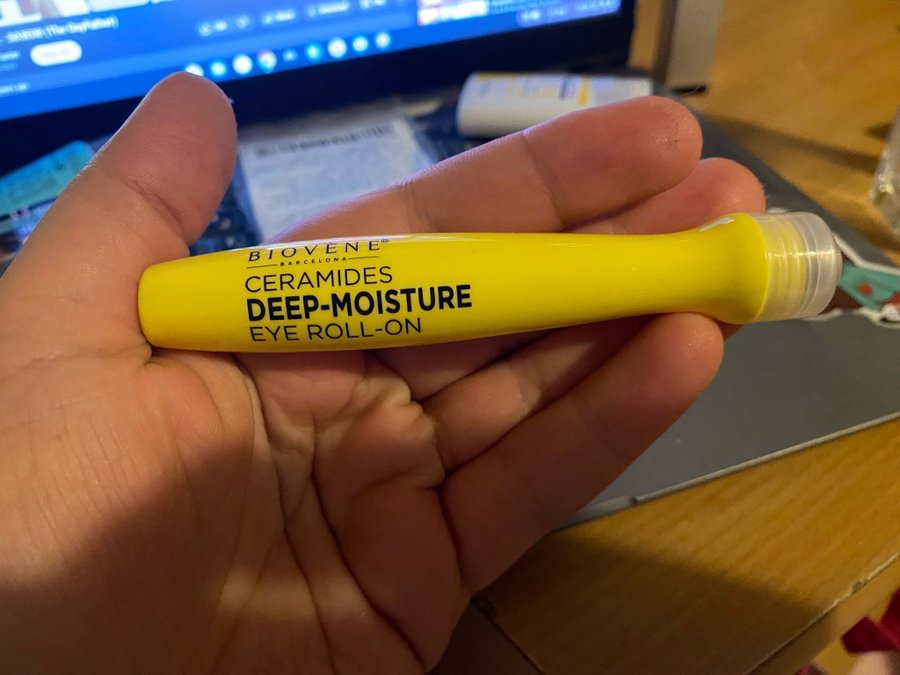 BIOVENE®
BARCELONA
CERAMIDES
DEEP-MOISTURE
EYE ROLL-ON